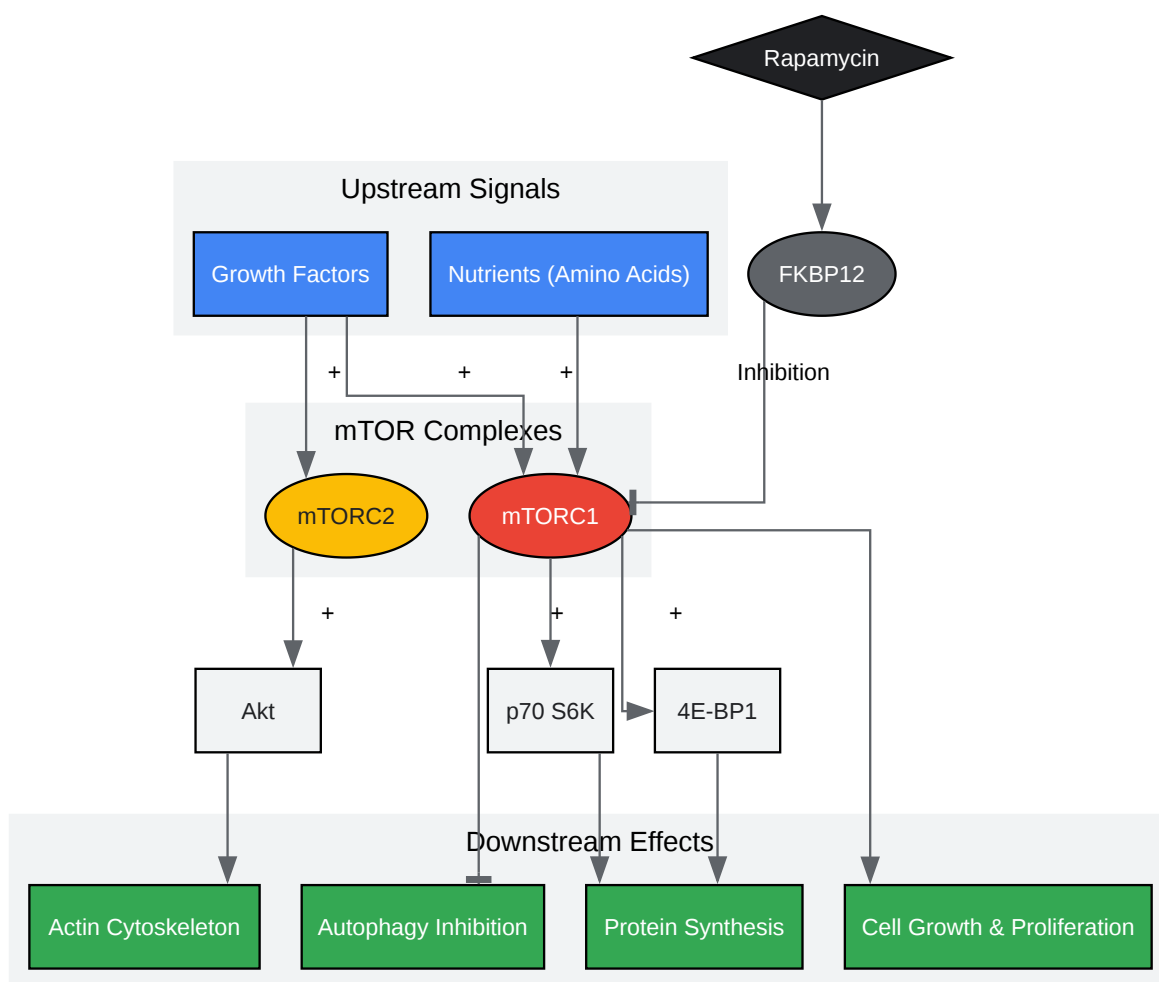 Rapamycin
Upstream Signals
Growth Factors
Nutrients (Amino Acids)
FKBP12
+
+
+
Inhibition
mTOR Complexes
mTORC2
mTORC1
+
+
+
Akt
p70 S6K
4E-BP1
Downstream Effects
Actin Cytoskeleton
Autophagy Inhibition
Protein Synthesis
Cell Growth & Proliferation